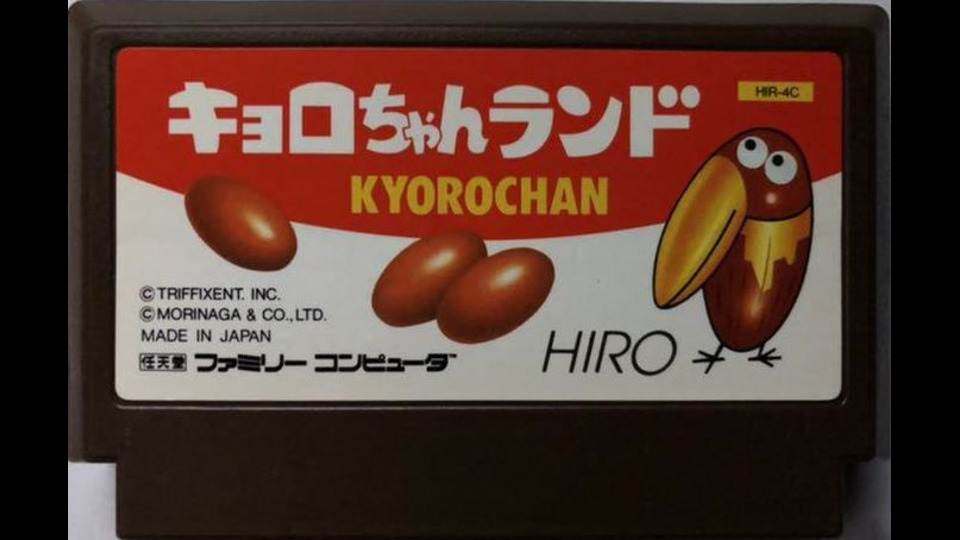 キョロちゃんランド
HIR-4C
KYOROCHAN
©TRIFFIXENT. INC.
©MORINAGA & CO., LTD.
MADE IN JAPAN
任天堂 ファミリー コンピュータ
HIRO